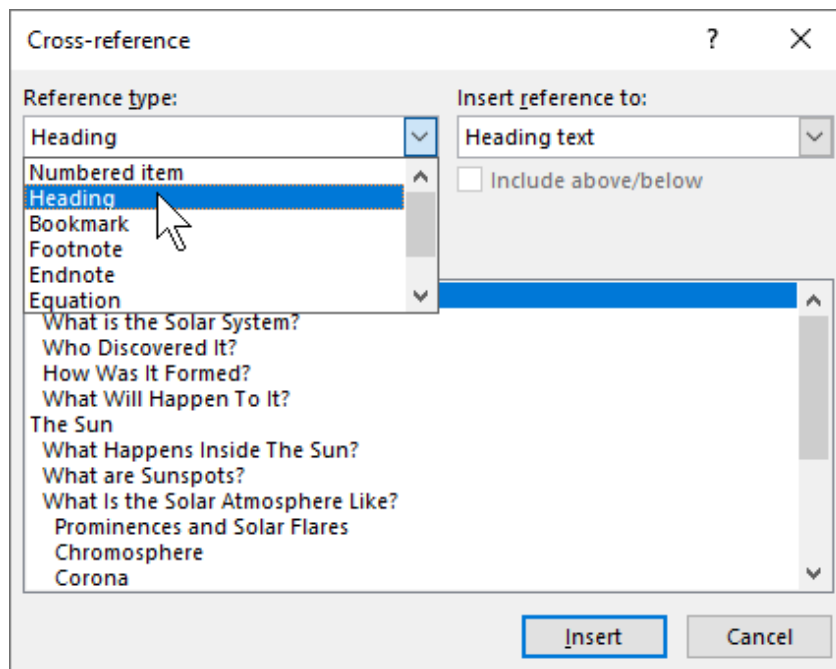 Cross-reference ?
Reference type: Insert reference to:
Heading Heading text
Numbered item
Heading
Bookmark
Footnote
Endnote
Equation
Include above/below
What is the Solar System?
Who Discovered It?
How Was It Formed?
What Will Happen To It?
The Sun
What Happens Inside The Sun?
What are Sunspots?
What Is the Solar Atmosphere Like?
Prominences and Solar Flares
Chromosphere
Corona
Insert Cancel